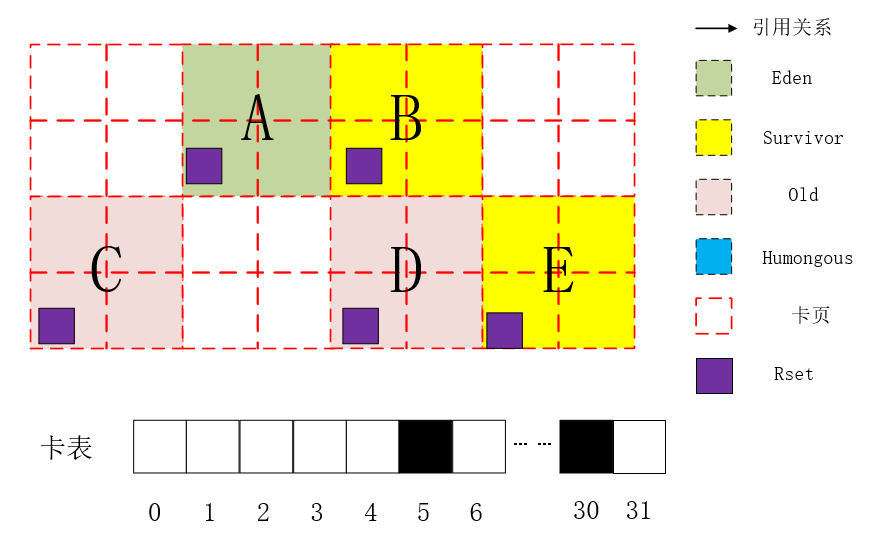 A
B
C
D
E
引用关系
Eden
Survivor
Old
Humongous
卡页
Rset
卡表
0 1 2 3 4 5 6 30 31